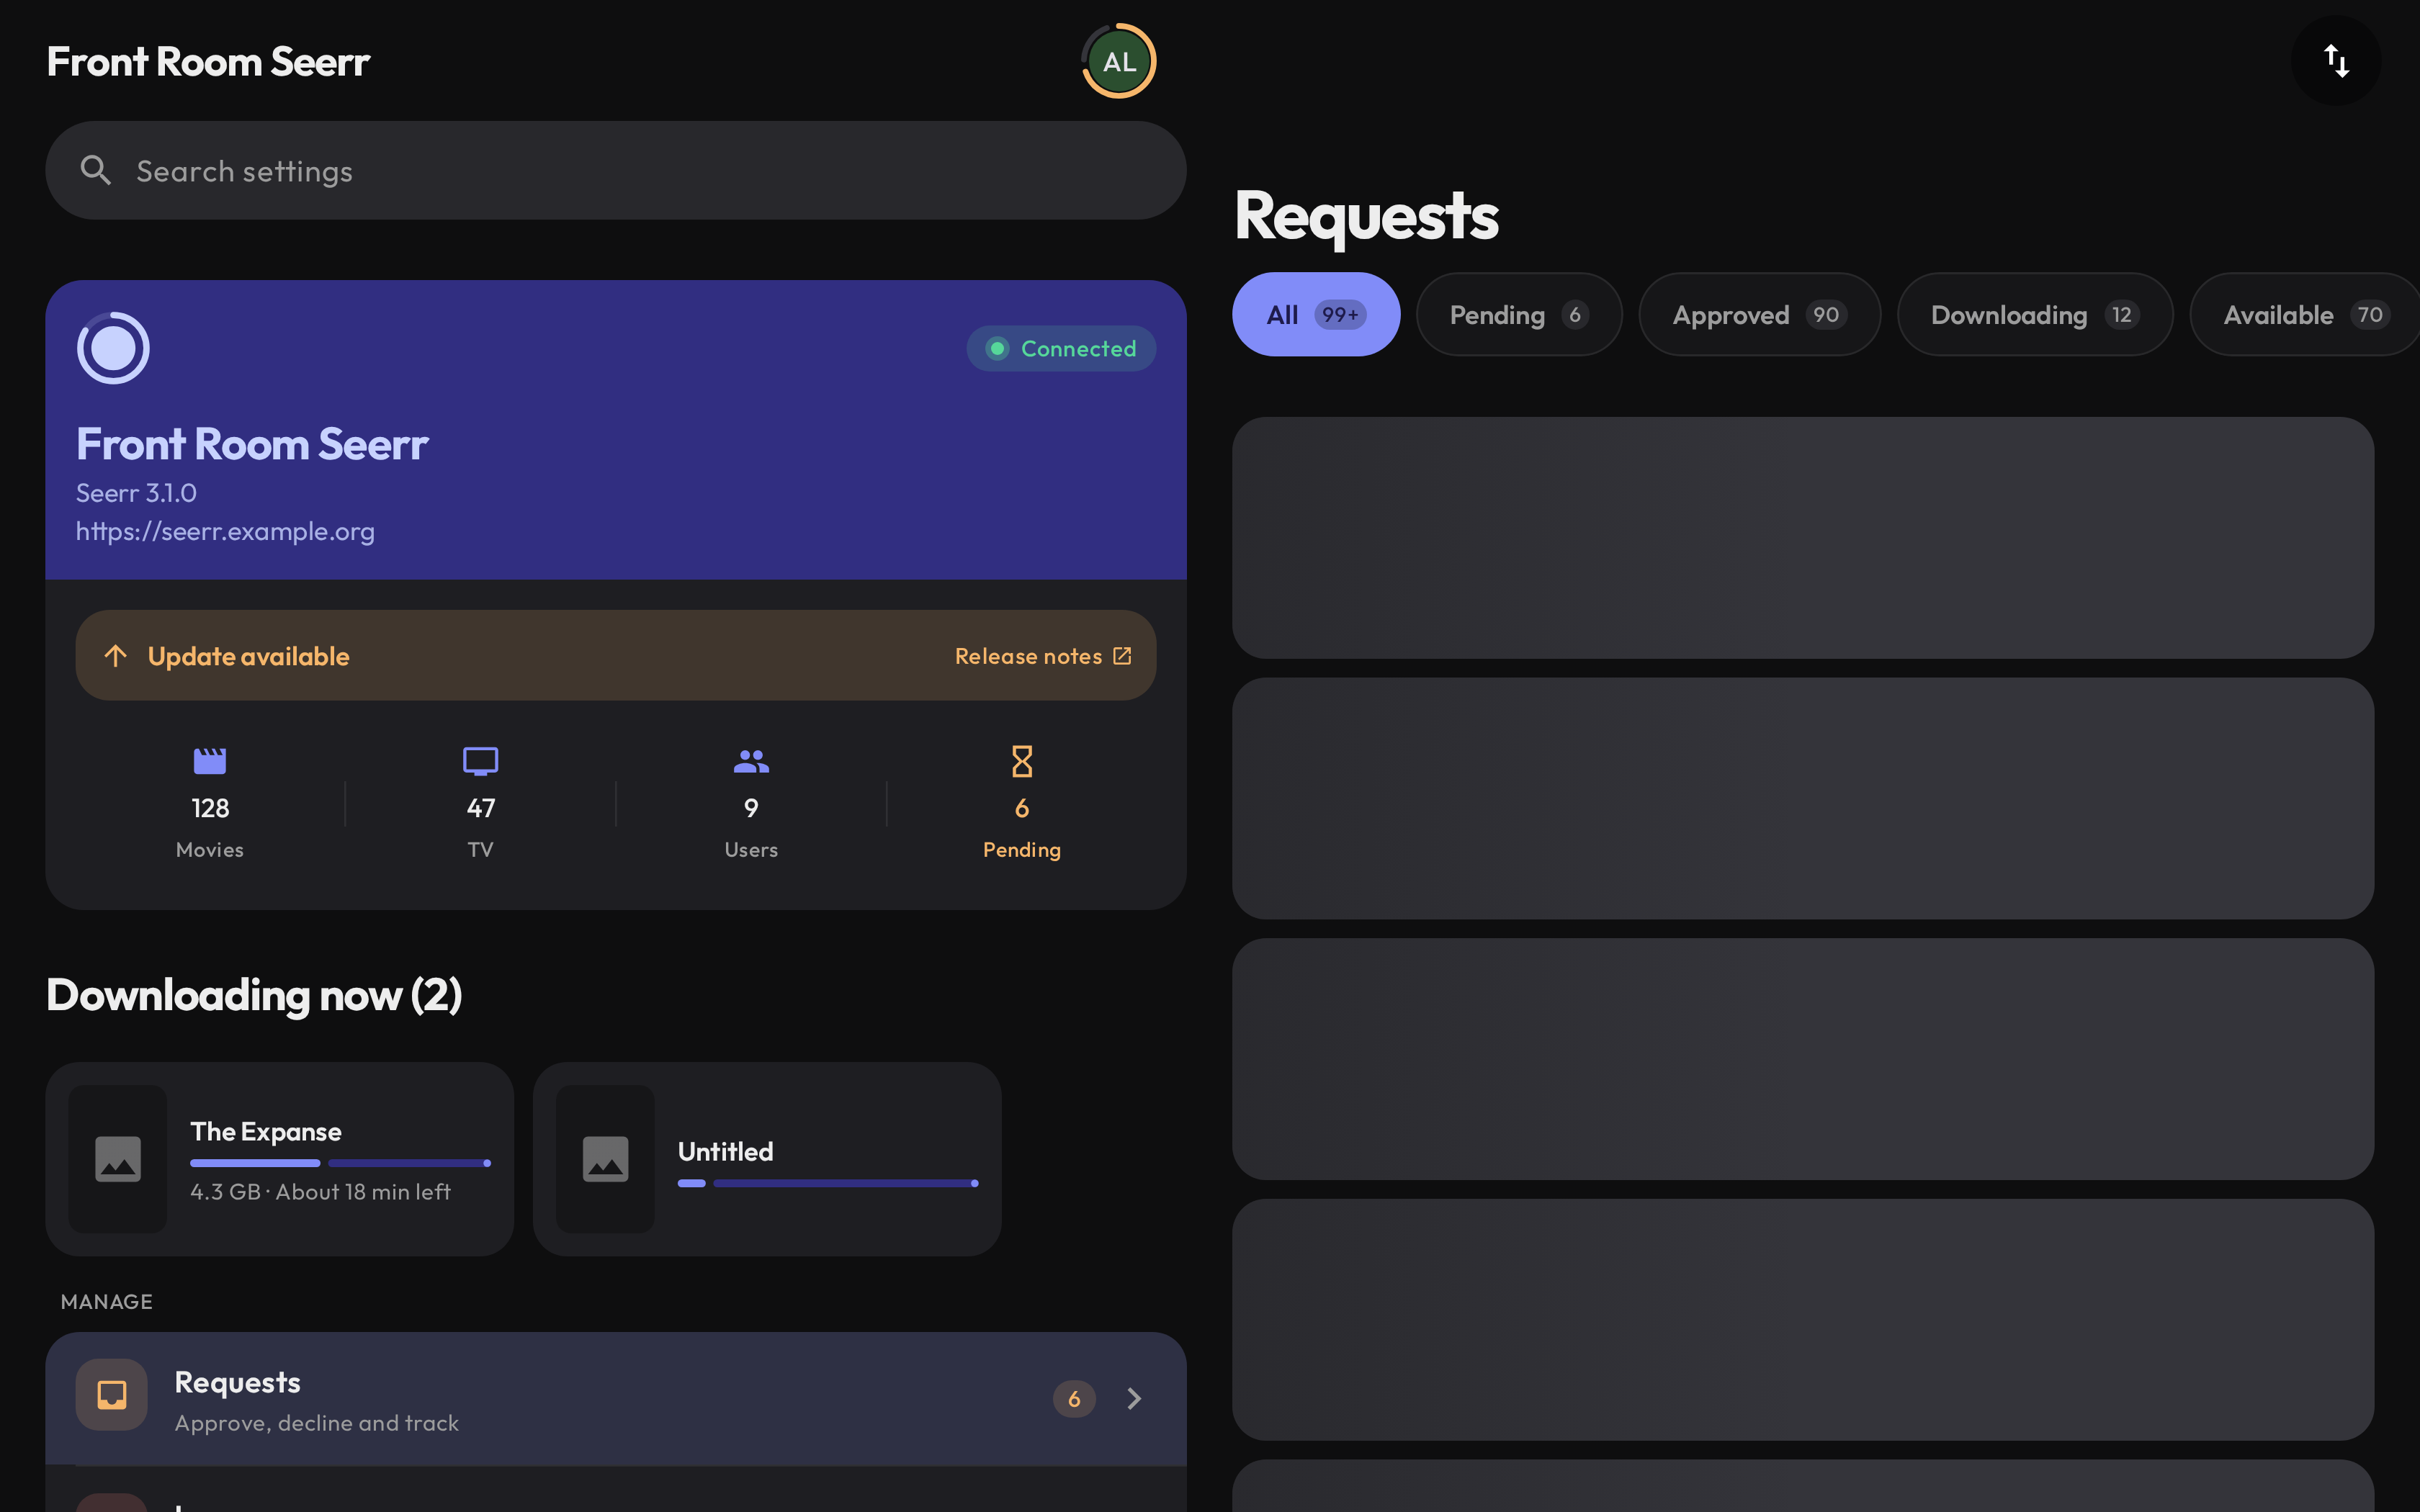 Front Room Seerr
AL
Search settings
Connected
Front Room Seerr
Seerr 3.1.0
https://seerr.example.org
Update available
Release notes
128
Movies
47
TV
9
Users
6
Pending
Downloading now (2)
The Expanse
4.3 GB · About 18 min left
Untitled
MANAGE
Requests
Approve, decline and track
6
Requests
All 99+
Pending 6
Approved 90
Downloading 12
Available 70